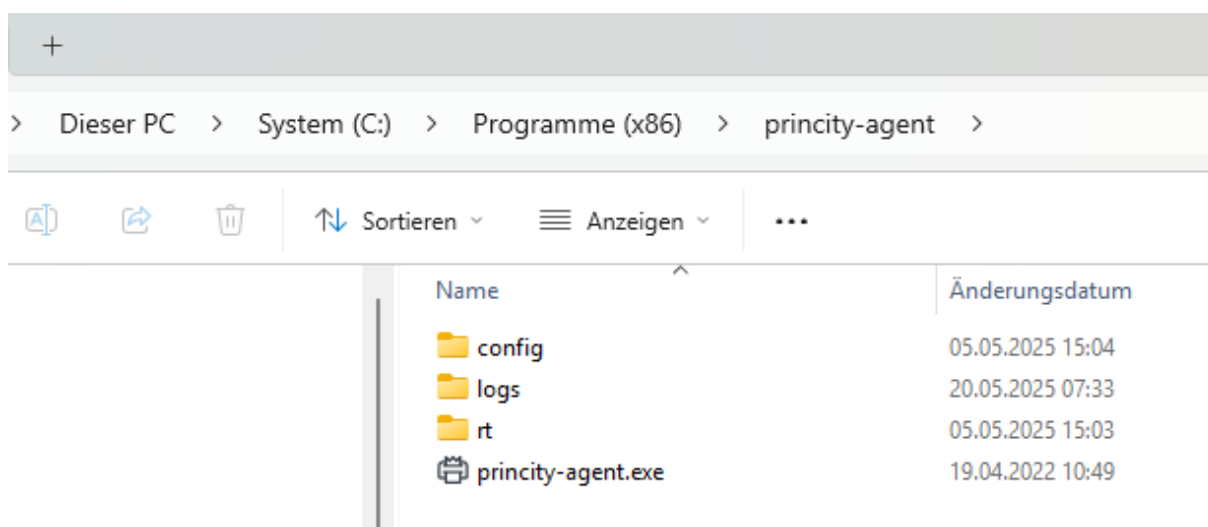 +
> Dieser PC > System (C:) > Programme (x86) > princity-agent >
A Sortieren Anzeigen ...
Name Änderungsdatum
config 05.05.2025 15:04
logs 20.05.2025 07:33
rt 05.05.2025 15:03
princity-agent.exe 19.04.2022 10:49